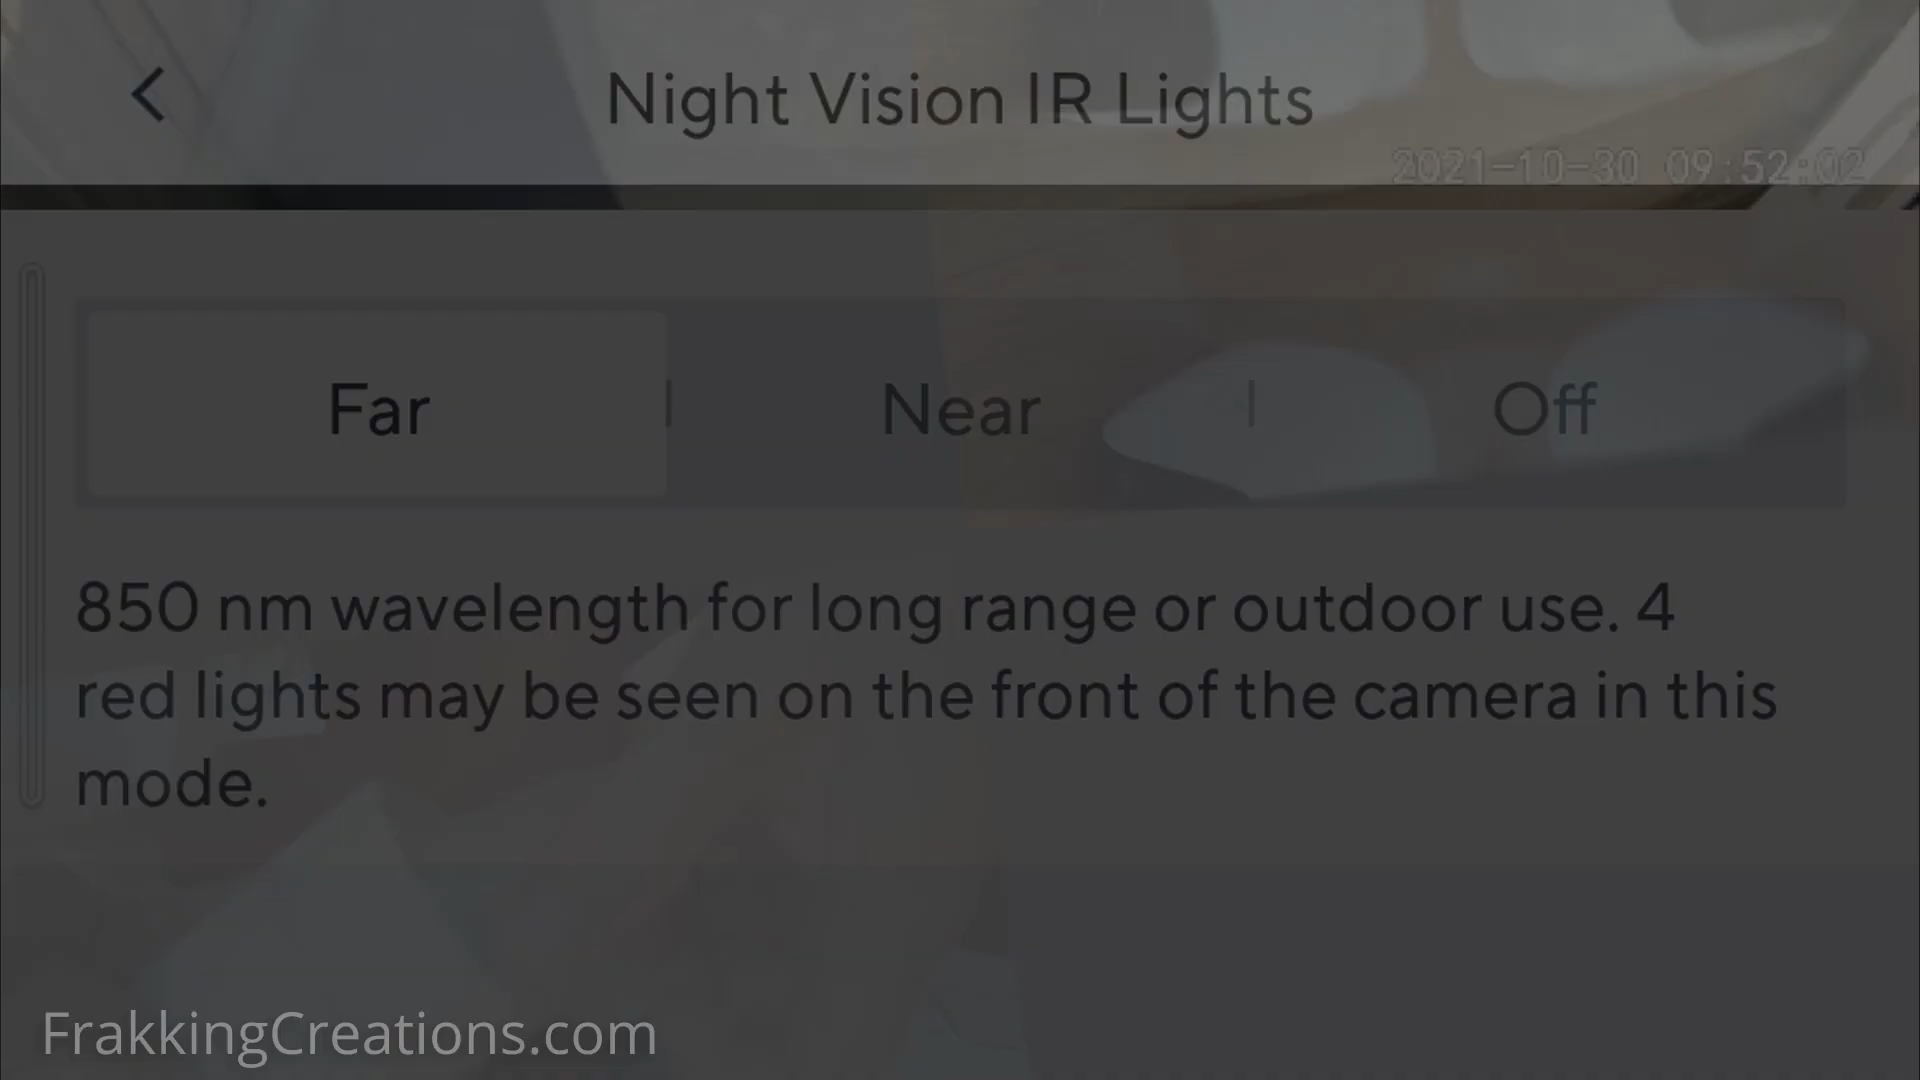 Night Vision IR Lights
2021-10-30 09:52:02
Far
Near
Off
850 nm wavelength for long range or outdoor use. 4
red lights may be seen on the front of the camera in this
mode.
FrakkingCreations.com